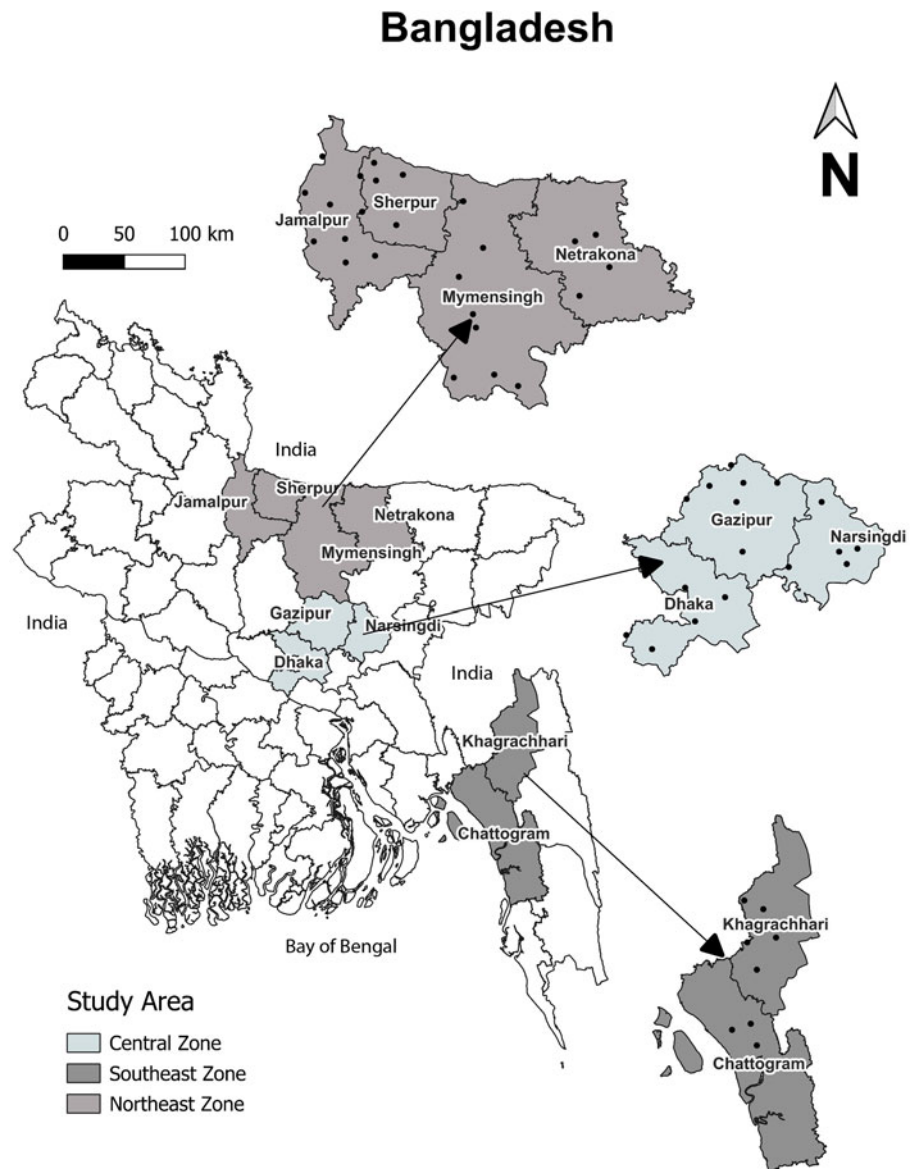 Bangladesh
N
0 50 100 km
Sherpur
Jamalpur
Netrakona
Mymensingh
India
Sherpur
Jamalpur
Netrakona
Mymensingh
Gazipur
Narsingdi
Dhaka
India
Gazipur
Narsingdi
Dhaka
India
Khagrachhari
Chattogram
Bay of Bengal
Khagrachhari
Chattogram
Study Area
Central Zone
Southeast Zone
Northeast Zone